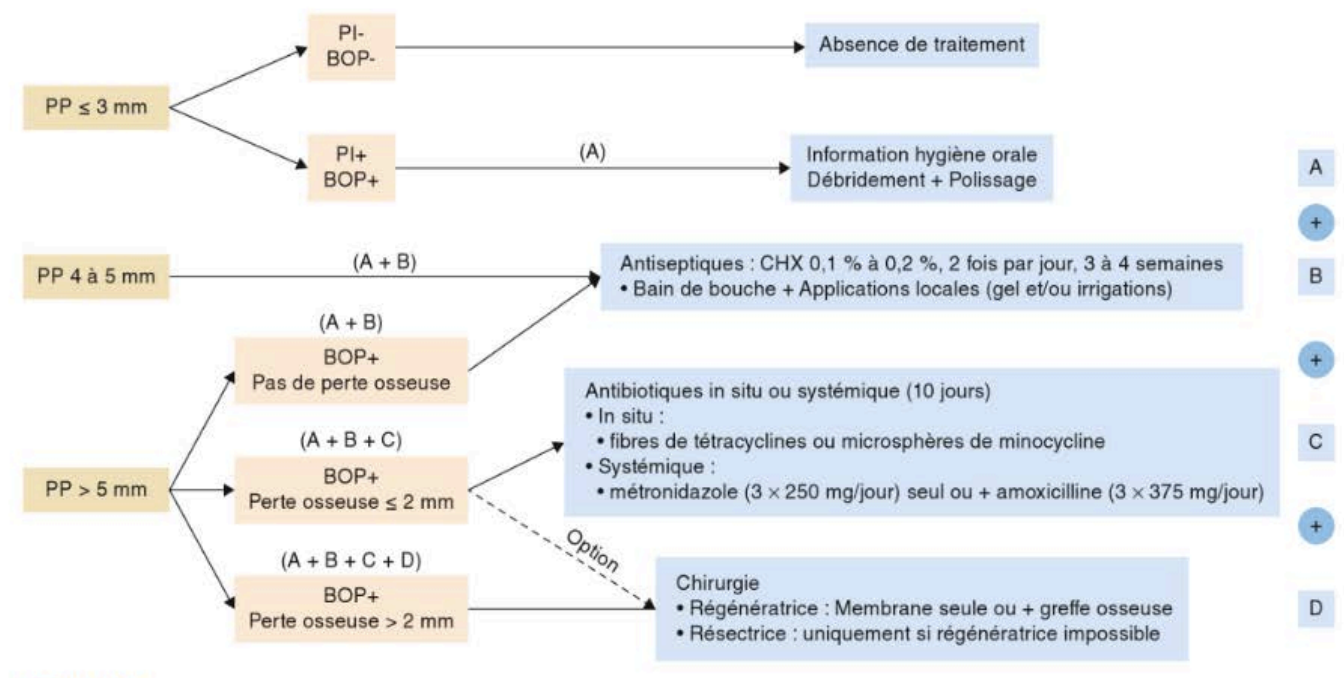 PI-
BOP-
Absence de traitement
PP ≤ 3 mm
PI+
BOP+
(A)
Information hygiène orale
Débridement + Polissage
A
+
PP 4 à 5 mm
(A + B)
Antiseptiques : CHX 0,1 % à 0,2 %, 2 fois par jour, 3 à 4 semaines
• Bain de bouche + Applications locales (gel et/ou irrigations)
B
+
(A + B)
BOP+
Pas de perte osseuse
PP > 5 mm
(A + B + C)
BOP+
Perte osseuse ≤ 2 mm
Antibiotiques in situ ou systémique (10 jours)
• In situ :
• fibres de tétracyclines ou microsphères de minocycline
• Systémique :
• métronidazole (3 × 250 mg/jour) seul ou + amoxicilline (3 × 375 mg/jour)
C
+
Option
(A + B + C + D)
BOP+
Perte osseuse > 2 mm
Chirurgie
• Régénératrice : Membrane seule ou + greffe osseuse
• Résectrice : uniquement si régénératrice impossible
D